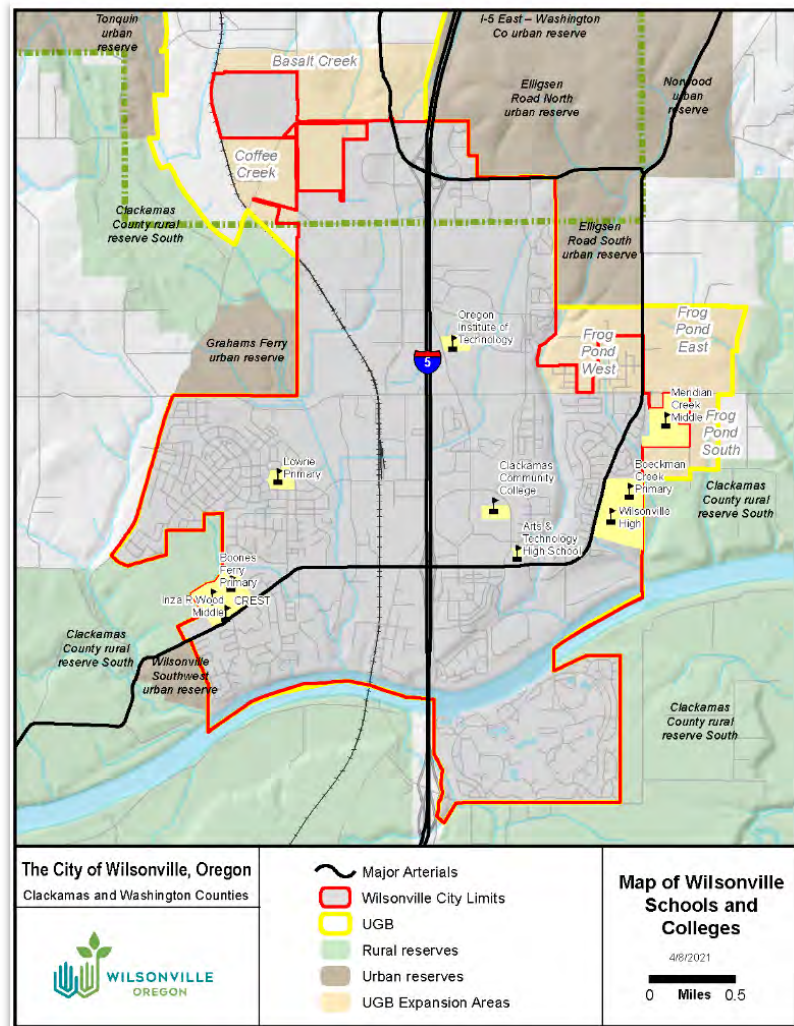 Tonquin
urban
reserve
I-5 East – Washington
Co urban reserve
Basalt Creek
Elligsen
Road North
urban reserve
Norwood
urban
reserve
Coffee
Creek
Clackamas
County rural
reserve South
Elligsen
Road South
urban reserve
Grahams Ferry
urban reserve
Oregon
Institute of
Technology
5
Frog
Pond
West
Frog
Pond
East
Meridian
Creek
Middle
Frog
Pond
South
Lowrie
Primary
Clackamas
Community
College
Boeckman
Creek
Primary
Wilsonville
High
Clackamas
County rural
reserve South
Arts &
Technology
High School
Boones
Ferry
Primary
Inza R Wood
Middle
CREST
Clackamas
County rural
reserve South
Wilsonville
Southwest
urban reserve
Clackamas
County rural
reserve South
The City of Wilsonville, Oregon
Clackamas and Washington Counties
WILSONVILLE
OREGON
Major Arterials
Wilsonville City Limits
UGB
Rural reserves
Urban reserves
UGB Expansion Areas
Map of Wilsonville
Schools and
Colleges
4/8/2021
0 Miles 0.5